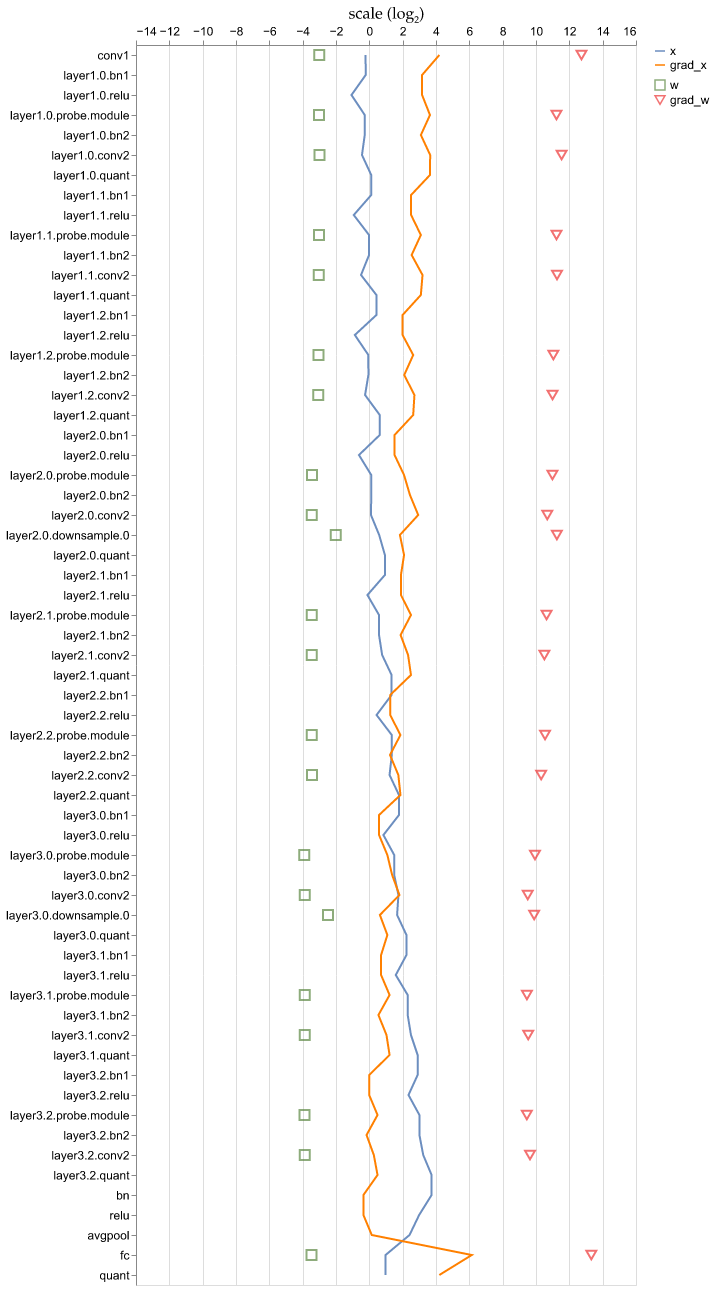 scale (log₂)
−14 −12 −10 −8 −6 −4 −2 0 2 4 6 8 10 12 14 16
x
grad_x
w
grad_w
conv1
layer1.0.bn1
layer1.0.relu
layer1.0.probe.module
layer1.0.bn2
layer1.0.conv2
layer1.0.quant
layer1.1.bn1
layer1.1.relu
layer1.1.probe.module
layer1.1.bn2
layer1.1.conv2
layer1.1.quant
layer1.2.bn1
layer1.2.relu
layer1.2.probe.module
layer1.2.bn2
layer1.2.conv2
layer1.2.quant
layer2.0.bn1
layer2.0.relu
layer2.0.probe.module
layer2.0.bn2
layer2.0.conv2
layer2.0.downsample.0
layer2.0.quant
layer2.1.bn1
layer2.1.relu
layer2.1.probe.module
layer2.1.bn2
layer2.1.conv2
layer2.1.quant
layer2.2.bn1
layer2.2.relu
layer2.2.probe.module
layer2.2.bn2
layer2.2.conv2
layer2.2.quant
layer3.0.bn1
layer3.0.relu
layer3.0.probe.module
layer3.0.bn2
layer3.0.conv2
layer3.0.downsample.0
layer3.0.quant
layer3.1.bn1
layer3.1.relu
layer3.1.probe.module
layer3.1.bn2
layer3.1.conv2
layer3.1.quant
layer3.2.bn1
layer3.2.relu
layer3.2.probe.module
layer3.2.bn2
layer3.2.conv2
layer3.2.quant
bn
relu
avgpool
fc
quant